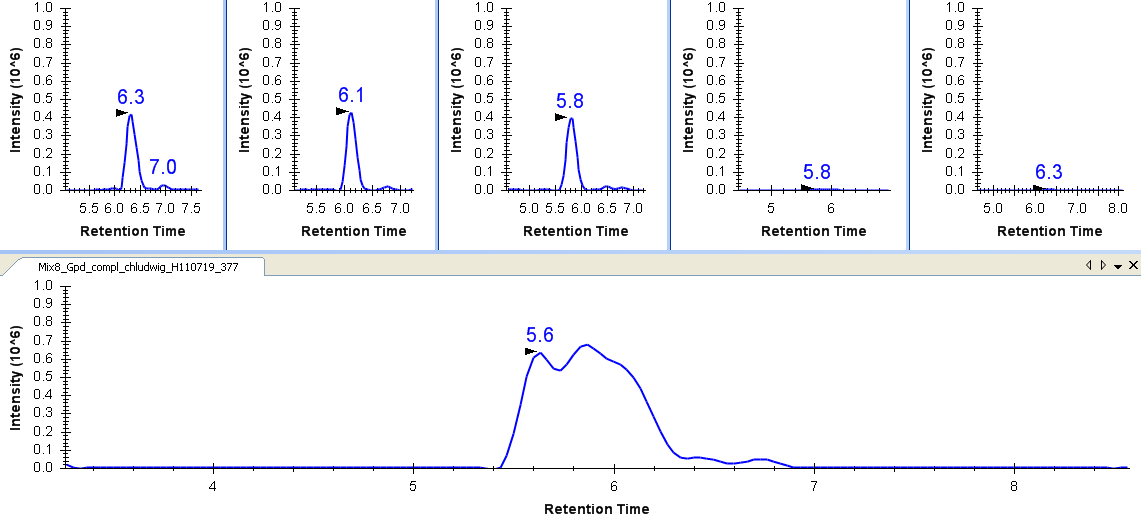 1.0 0.9 0.8 0.7 0.6 0.5 0.4 0.3 0.2 0.1 0.0
Intensity (10^6)
6.3
7.0
5.5 6.0 6.5 7.0 7.5
Retention Time
1.0 0.9 0.8 0.7 0.6 0.5 0.4 0.3 0.2 0.1 0.0
Intensity (10^6)
6.1
5.5 6.0 6.5 7.0
Retention Time
1.0 0.9 0.8 0.7 0.6 0.5 0.4 0.3 0.2 0.1 0.0
Intensity (10^6)
5.8
5.0 5.5 6.0 6.5 7.0
Retention Time
1.0 0.9 0.8 0.7 0.6 0.5 0.4 0.3 0.2 0.1 0.0
Intensity (10^6)
5.8
5 6
Retention Time
1.0 0.9 0.8 0.7 0.6 0.5 0.4 0.3 0.2 0.1 0.0
Intensity (10^6)
6.3
5.0 6.0 7.0 8.0
Retention Time
Mix8_Gpd_compl_chludwig_H110719_377
1.0 0.9 0.8 0.7 0.6 0.5 0.4 0.3 0.2 0.1 0.0
Intensity (10^6)
5.6
4 5 6 7 8
Retention Time